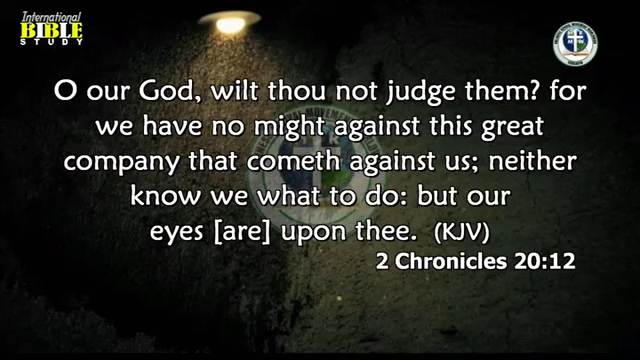 International
BIBLE
STUDY
O our God, wilt thou not judge them? for
we have no might against this great
company that cometh against us; neither
know we what to do: but our
eyes [are] upon thee. (KJV)
2 Chronicles 20:12